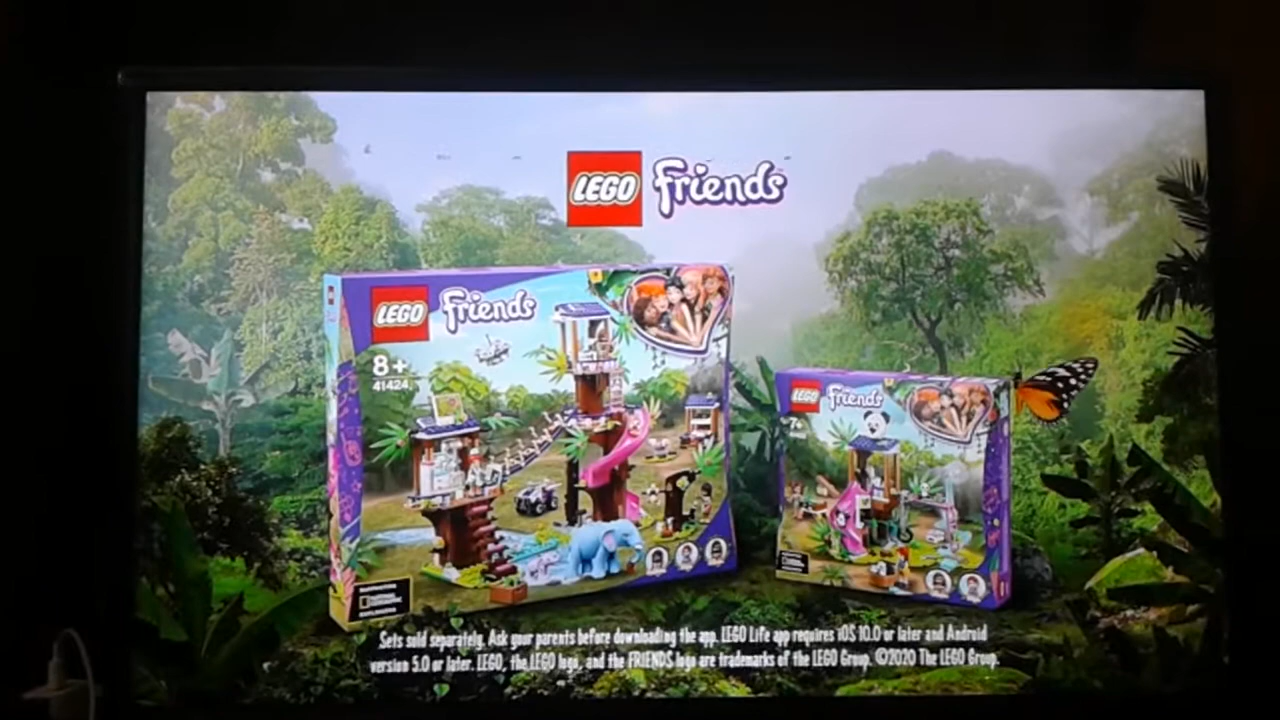 LEGO friends
LEGO friends
8+
41424
LEGO friends
7+
NATIONAL
GEOGRAPHIC
Sets sold separately. Ask your parents before downloading the app. LEGO Life app requires iOS 10.0 or later and Android
version 5.0 or later. LEGO, the LEGO logo, and the FRIENDS logo are trademarks of the LEGO Group. ©2020 The LEGO Group.